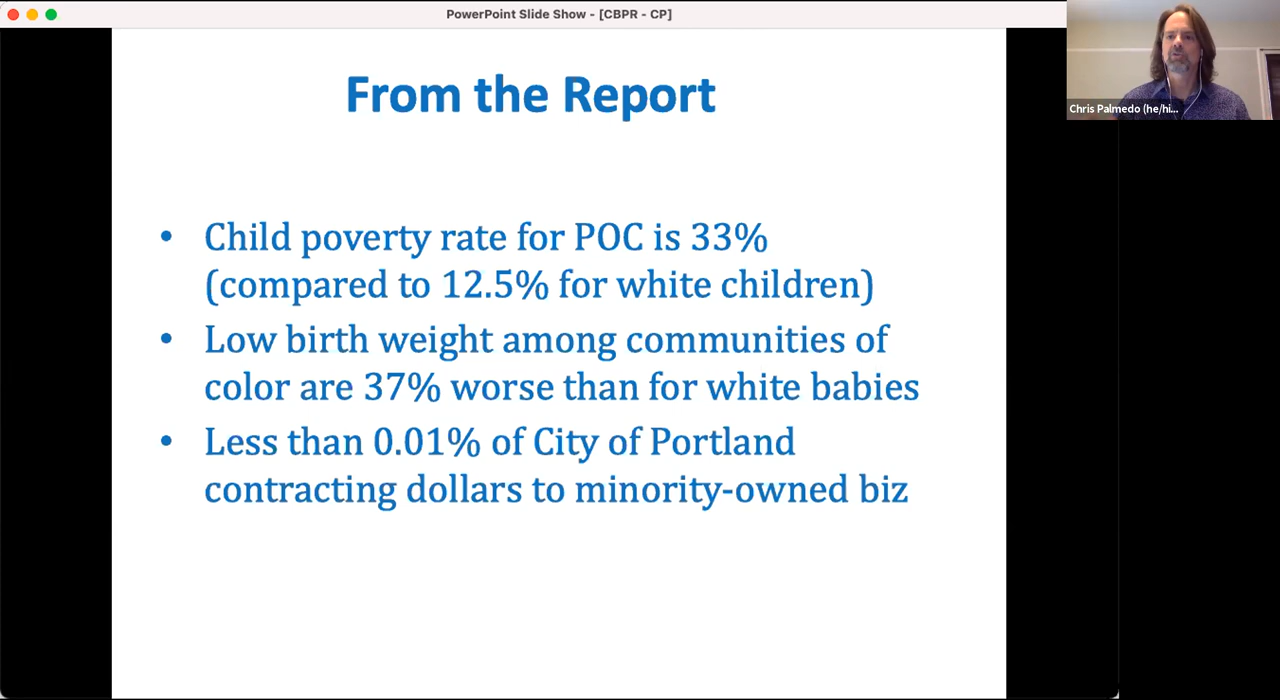 PowerPoint Slide Show - [CBPR - CP]
Chris Palmedo (he/hi...
From the Report
• Child poverty rate for POC is 33%
(compared to 12.5% for white children)
• Low birth weight among communities of
color are 37% worse than for white babies
• Less than 0.01% of City of Portland
contracting dollars to minority-owned biz